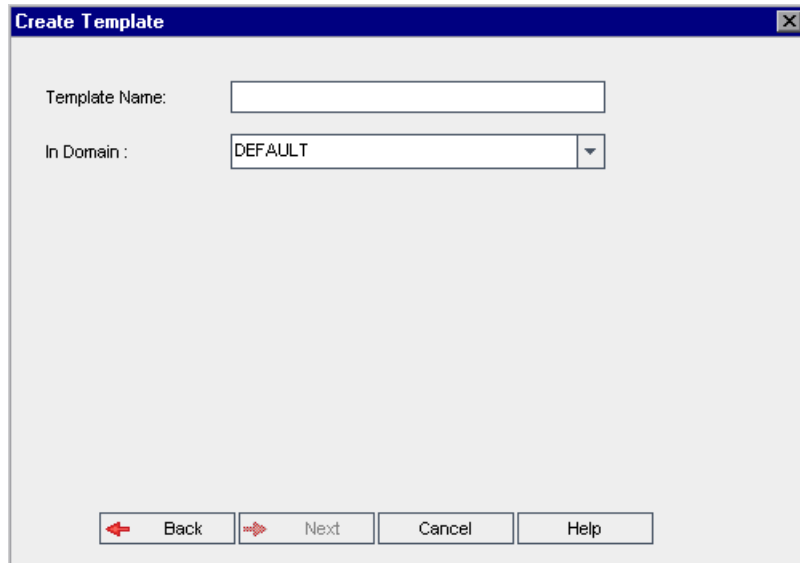 Create Template
Template Name:
In Domain :
DEFAULT
Back
Next
Cancel
Help